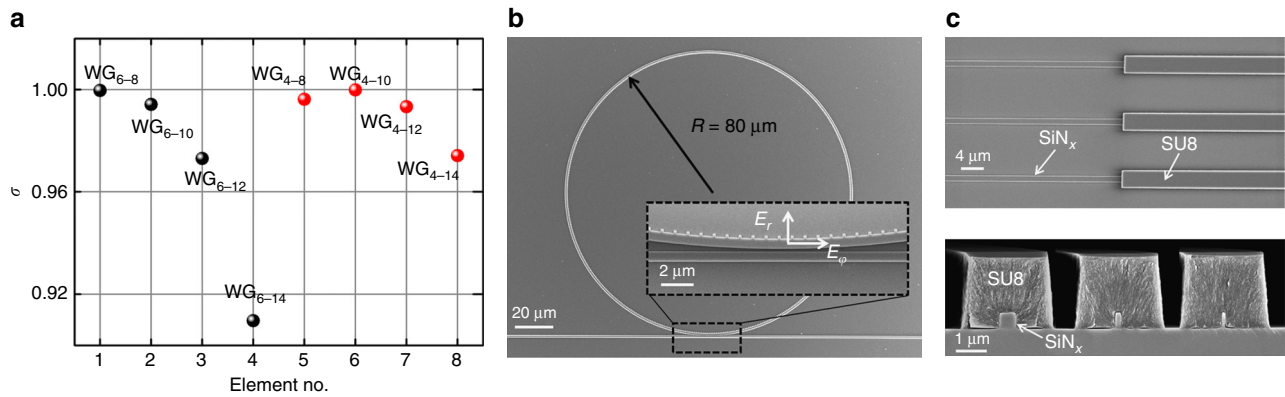 a
1.00
0.96
0.92
σ
WG6–8
WG6–10
WG6–12
WG6–14
WG4–8
WG4–10
WG4–12
WG4–14
1 2 3 4 5 6 7 8
Element no.
b
R = 80 μm
Er
Eφ
2 μm
20 μm
c
SiNx
SU8
4 μm
SU8
SiNx
1 μm